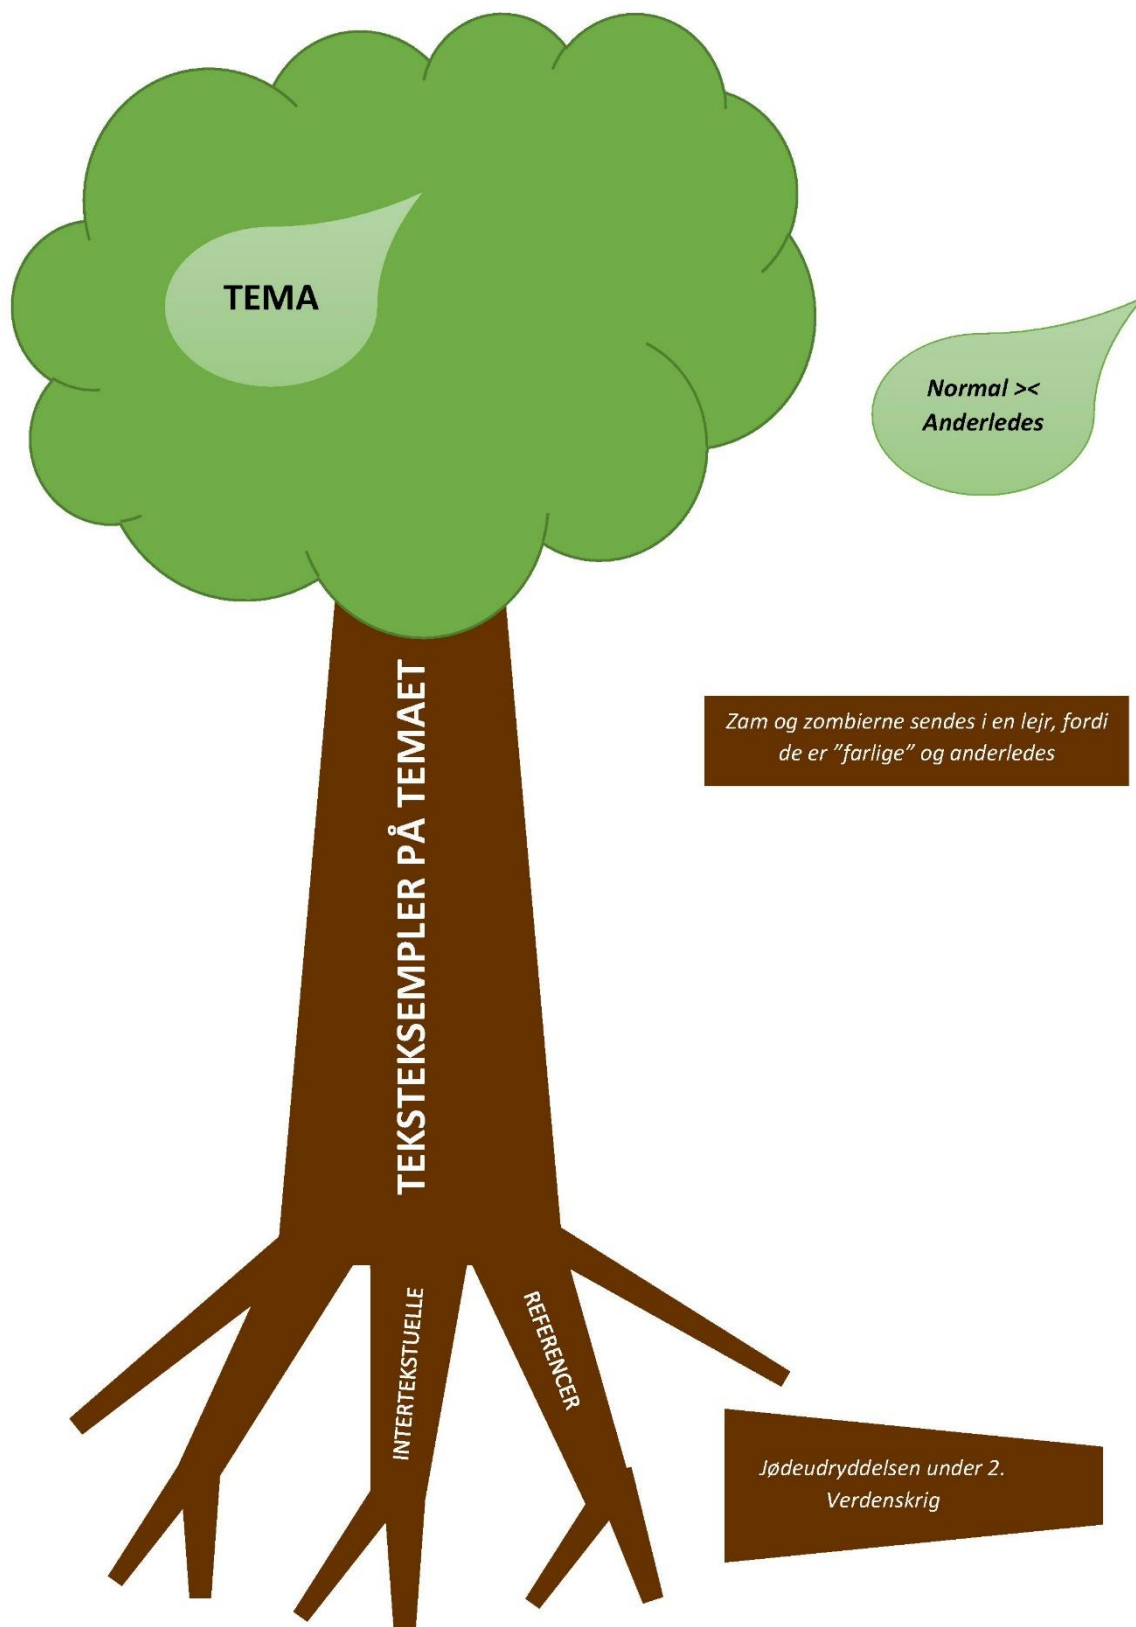 TEMA
Normal ><
Anderledes
TEKSTEKSEMPLER PÅ TEMAET
Zam og zombierne sendes i en lejr, fordi
de er ”farlige” og anderledes
INTERTEKSTUELLE
REFERENCER
Jødeudryddelsen under 2.
Verdenskrig